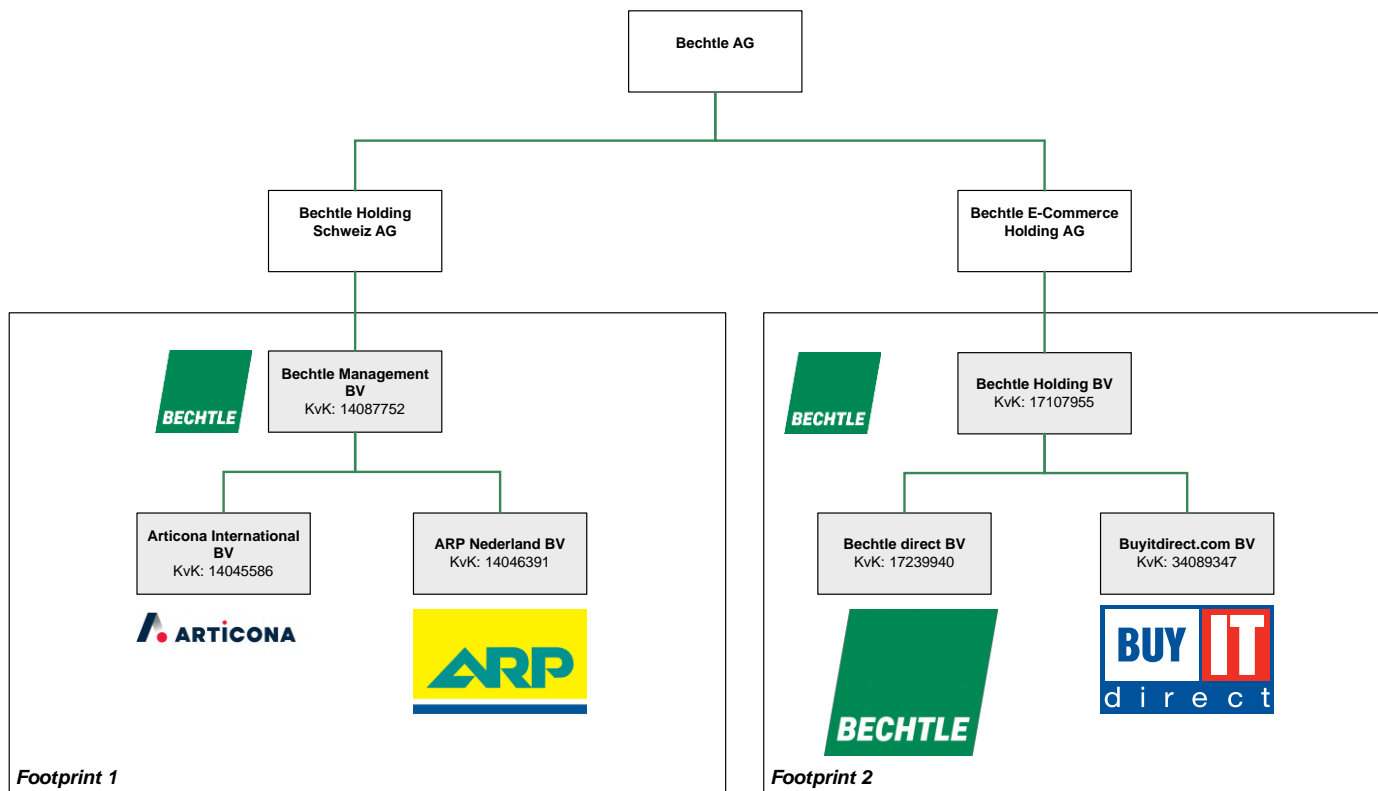 Bechtle AG
Bechtle Holding
Schweiz AG
Bechtle E-Commerce
Holding AG
BECHTLE
Bechtle Management
BV
KvK: 14087752
BECHTLE
Bechtle Holding BV
KvK: 17107955
Articona International
BV
KvK: 14045586
ARP Nederland BV
KvK: 14046391
Bechtle direct BV
KvK: 17239940
Buyitdirect.com BV
KvK: 34089347
ARTICONA
ARP
BECHTLE
BUY IT
direct
Footprint 1
Footprint 2